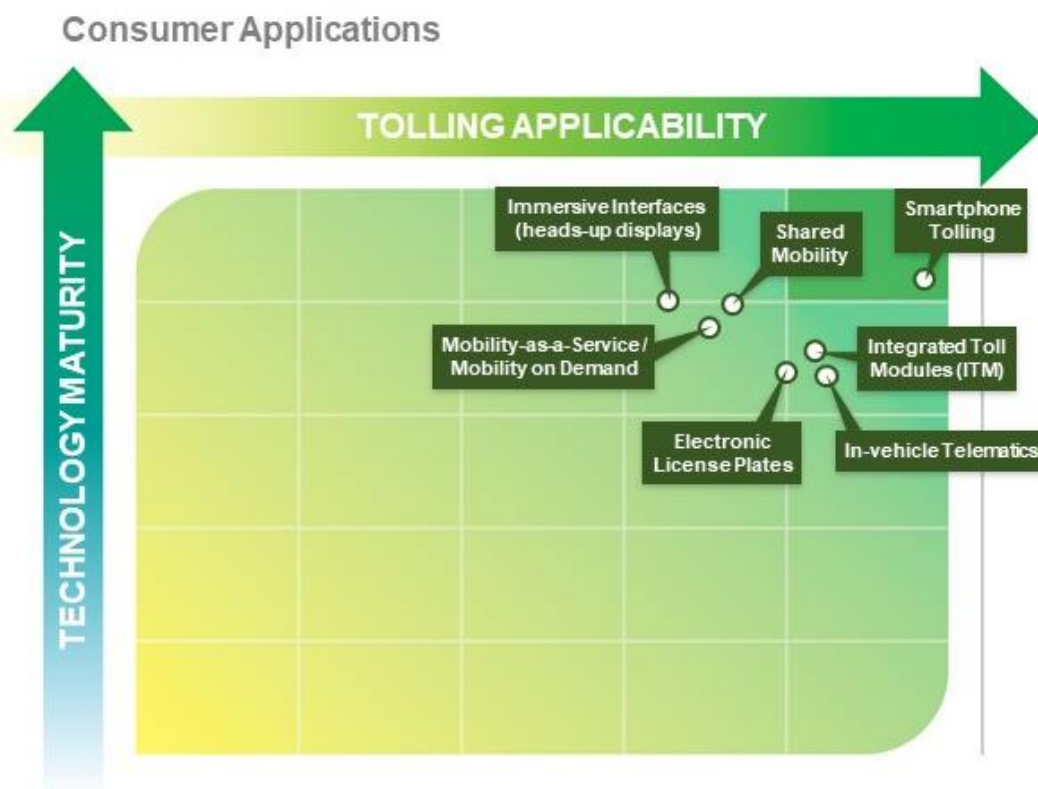 Consumer Applications
TOLLING APPLICABILITY
TECHNOLOGY MATURITY
Immersive Interfaces
(heads-up displays)
Shared
Mobility
Smartphone
Tolling
Mobility-as-a-Service/
Mobility on Demand
Integrated Toll
Modules (ITM)
Electronic
License Plates
In-vehicle Telematics